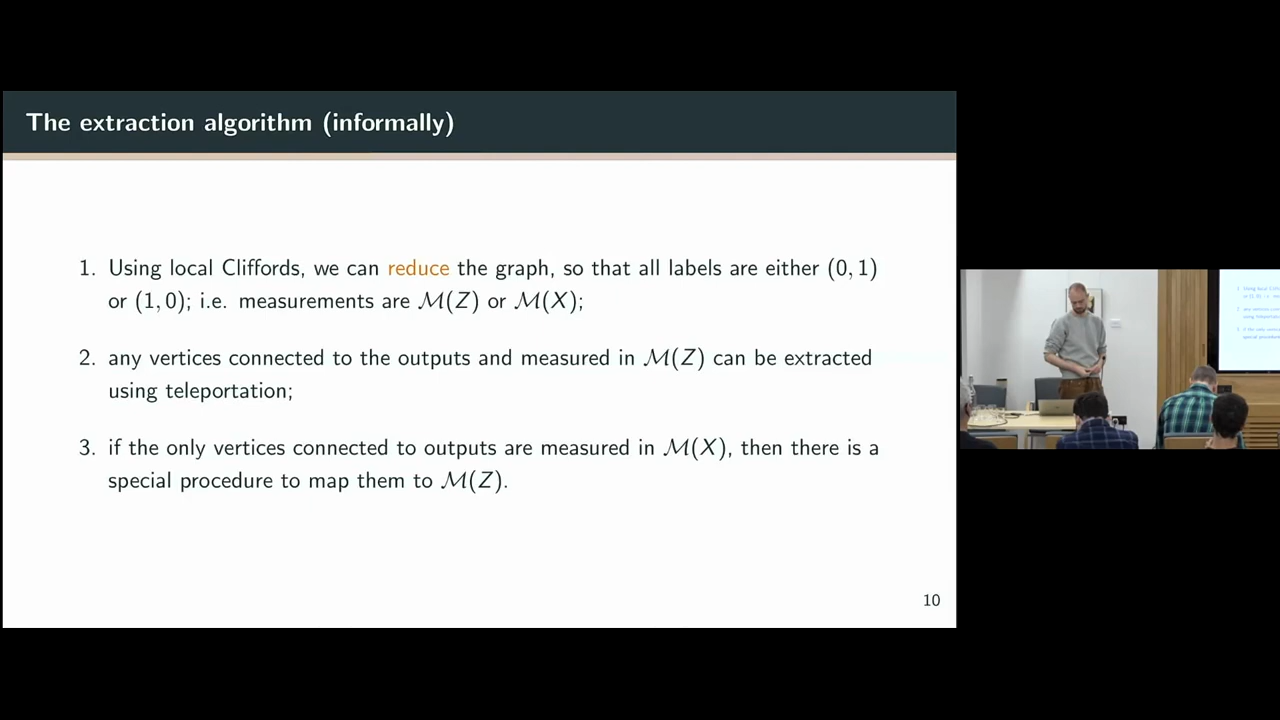 The extraction algorithm (informally)
1. Using local Cliffords, we can reduce the graph, so that all labels are either (0, 1)
or (1, 0); i.e. measurements are ℳ(Z) or ℳ(X);
2. any vertices connected to the outputs and measured in ℳ(Z) can be extracted
using teleportation;
3. if the only vertices connected to outputs are measured in ℳ(X), then there is a
special procedure to map them to ℳ(Z).
10